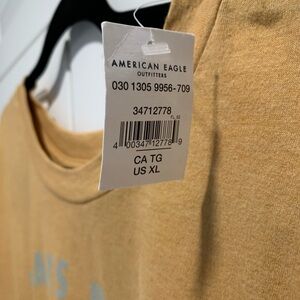 AMERICAN EAGLE
OUTFITTERS
030 1305 9956-709
34712778
4 00347 12778 9
CA TG
US XL